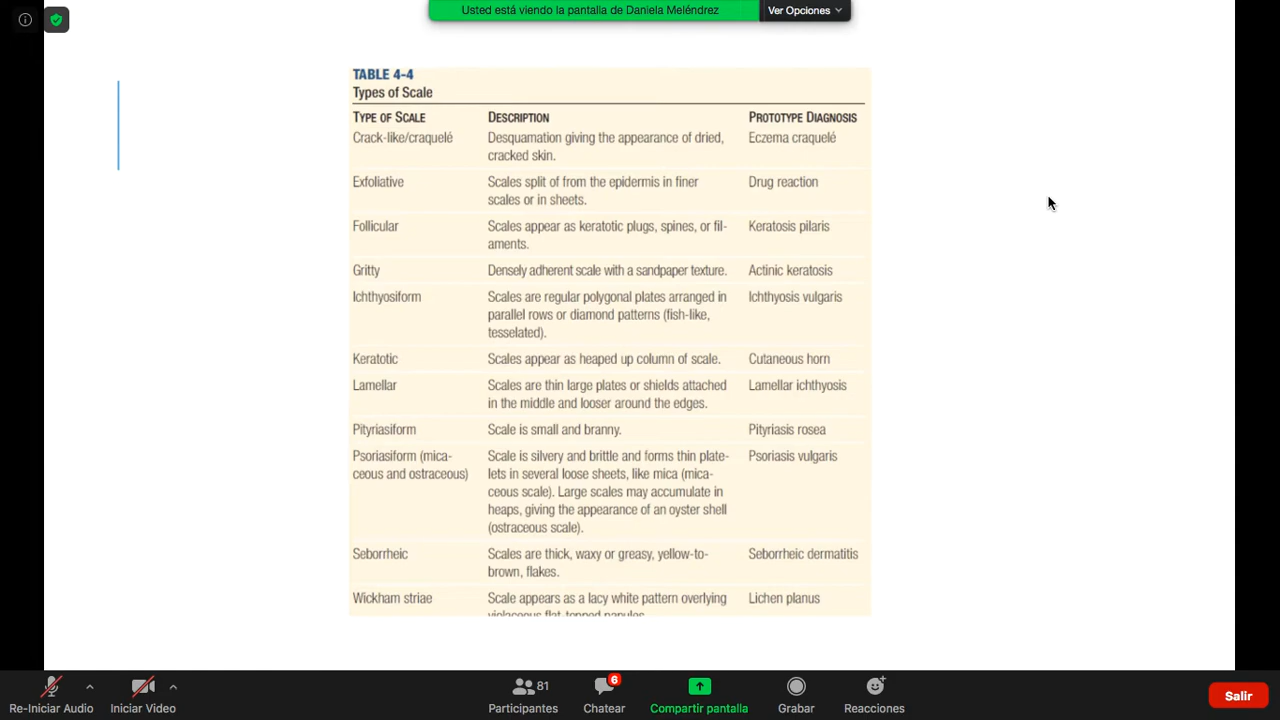 Usted está viendo la pantalla de Daniela Meléndrez
Ver Opciones
TABLE 4-4
Types of Scale
TYPE OF SCALE DESCRIPTION PROTOTYPE DIAGNOSIS
Crack-like/craquelé Desquamation giving the appearance of dried, Eczema craquelé
cracked skin.
Exfoliative Scales split of from the epidermis in finer Drug reaction
scales or in sheets.
Follicular Scales appear as keratotic plugs, spines, or fil- Keratosis pilaris
aments.
Gritty Densely adherent scale with a sandpaper texture. Actinic keratosis
Ichthyosiform Scales are regular polygonal plates arranged in Ichthyosis vulgaris
parallel rows or diamond patterns (fish-like,
tesselated).
Keratotic Scales appear as heaped up column of scale. Cutaneous horn
Lamellar Scales are thin large plates or shields attached Lamellar ichthyosis
in the middle and looser around the edges.
Pityriasiform Scale is small and branny. Pityriasis rosea
Psoriasiform (mica- Scale is silvery and brittle and forms thin plate- Psoriasis vulgaris
ceous and ostraceous) lets in several loose sheets, like mica (mica-
ceous scale). Large scales may accumulate in
heaps, giving the appearance of an oyster shell
(ostraceous scale).
Seborrheic Scales are thick, waxy or greasy, yellow-to- Seborrheic dermatitis
brown, flakes.
Wickham striae Scale appears as a lacy white pattern overlying Lichen planus
violaceous flat-topped papules.
81
6
Re-Iniciar Audio Iniciar Video Participantes Chatear Compartir pantalla Grabar Reacciones Salir